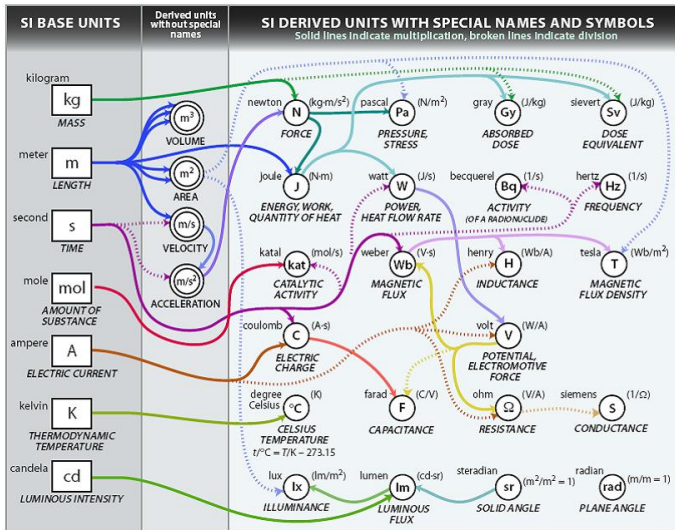 SI BASE UNITS
Derived units
without special
names
SI DERIVED UNITS WITH SPECIAL NAMES AND SYMBOLS
Solid lines indicate multiplication, broken lines indicate division
kilogram
kg
MASS
m³
VOLUME
newton
N
(kg·m/s²)
FORCE
pascal
Pa
(N/m²)
PRESSURE,
STRESS
gray
Gy
(J/kg)
ABSORBED
DOSE
sievert
Sv
(J/kg)
DOSE
EQUIVALENT
meter
m
LENGTH
m²
AREA
joule
J
(N·m)
ENERGY, WORK,
QUANTITY OF HEAT
watt
W
(J/s)
POWER,
HEAT FLOW RATE
becquerel
Bq
(1/s)
ACTIVITY
(OF A RADIONUCLIDE)
hertz
Hz
(1/s)
FREQUENCY
second
s
TIME
m/s
VELOCITY
m/s²
ACCELERATION
katal
kat
(mol/s)
CATALYTIC
ACTIVITY
weber
Wb
(V·s)
MAGNETIC
FLUX
henry
H
(Wb/A)
INDUCTANCE
tesla
T
(Wb/m²)
MAGNETIC
FLUX DENSITY
mole
mol
AMOUNT OF
SUBSTANCE
ampere
A
ELECTRIC CURRENT
coulomb
C
(A·s)
ELECTRIC
CHARGE
volt
V
(W/A)
POTENTIAL,
ELECTROMOTIVE
FORCE
kelvin
K
THERMODYNAMIC
TEMPERATURE
degree
Celsius
°C
(K)
CELSIUS
TEMPERATURE
t/°C = T/K − 273.15
farad
F
(C/V)
CAPACITANCE
ohm
Ω
(V/A)
RESISTANCE
siemens
S
(1/Ω)
CONDUCTANCE
candela
cd
LUMINOUS INTENSITY
lux
lx
(lm/m²)
ILLUMINANCE
lumen
lm
(cd·sr)
LUMINOUS
FLUX
steradian
sr
(m²/m² = 1)
SOLID ANGLE
radian
rad
(m/m = 1)
PLANE ANGLE